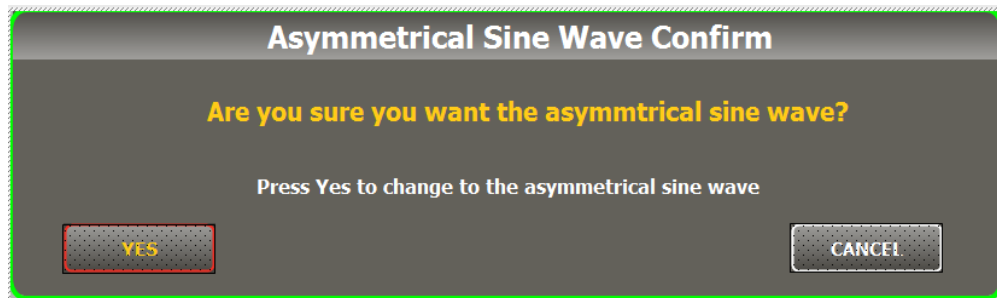 Asymmetrical Sine Wave Confirm
Are you sure you want the asymmtrical sine wave?
Press Yes to change to the asymmetrical sine wave
YES
CANCEL